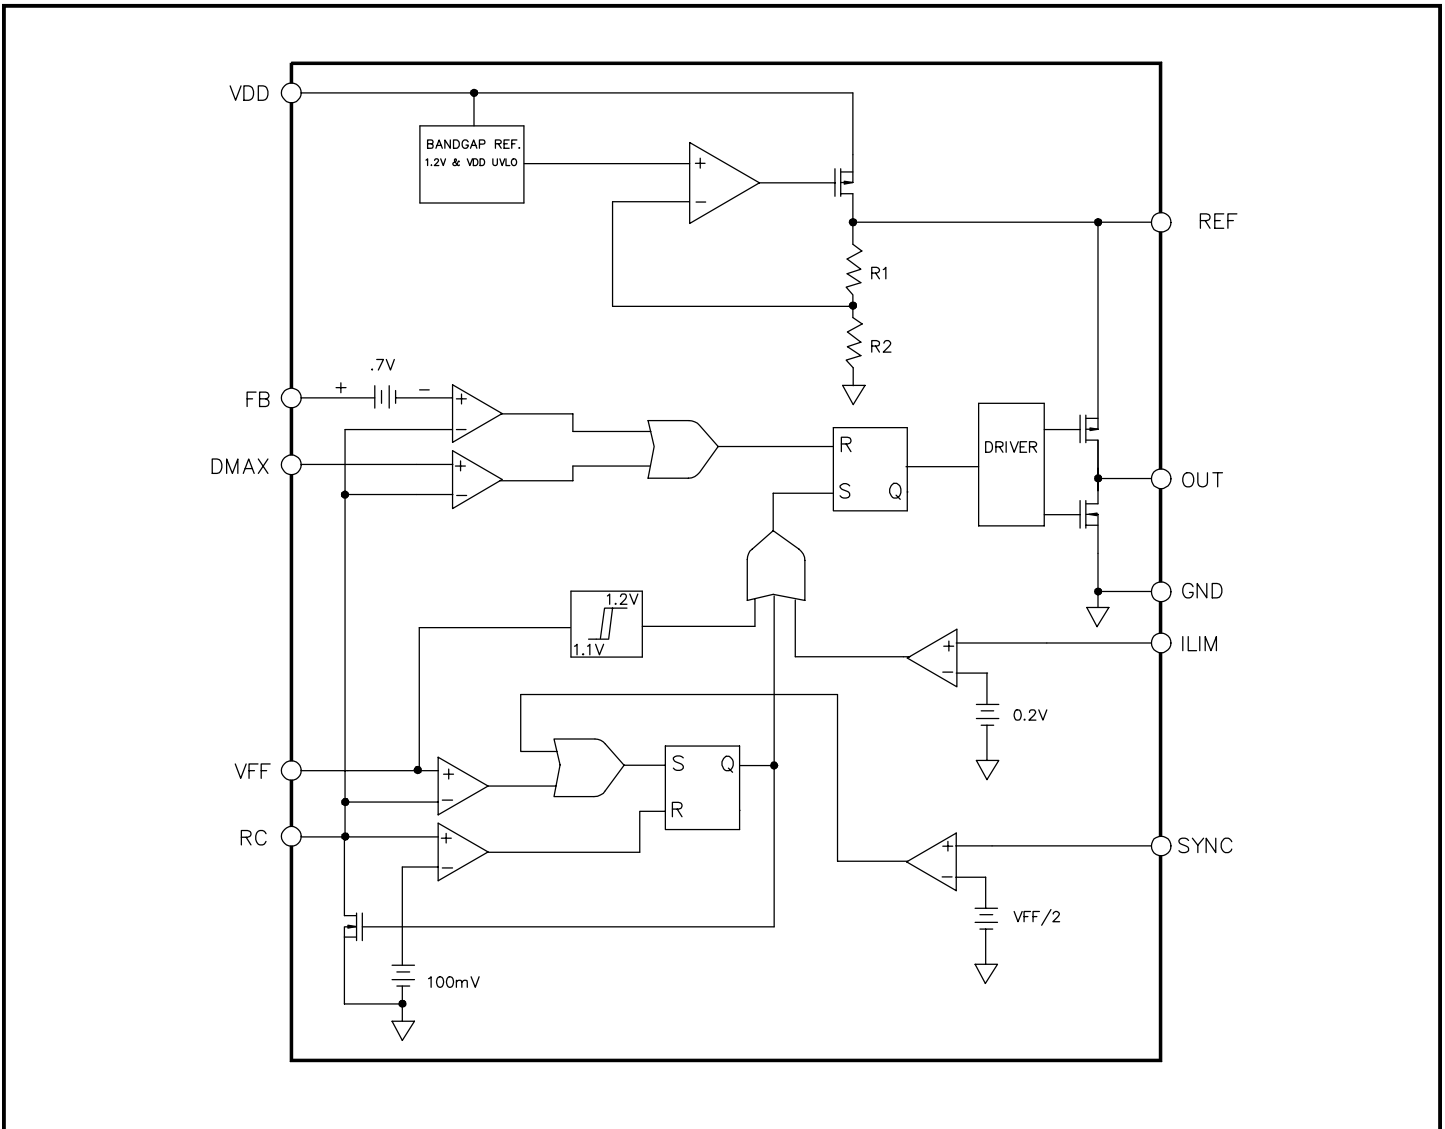 VDD
BANDGAP REF.
1.2V & VDD UVLO
+
−
REF
R1
R2
.7V
+
−
FB
+
−
DMAX
+
−
R
S
Q
DRIVER
OUT
GND
1.2V
1.1V
ILIM
+
−
0.2V
VFF
+
−
S
Q
R
RC
+
−
SYNC
+
−
VFF/2
100mV